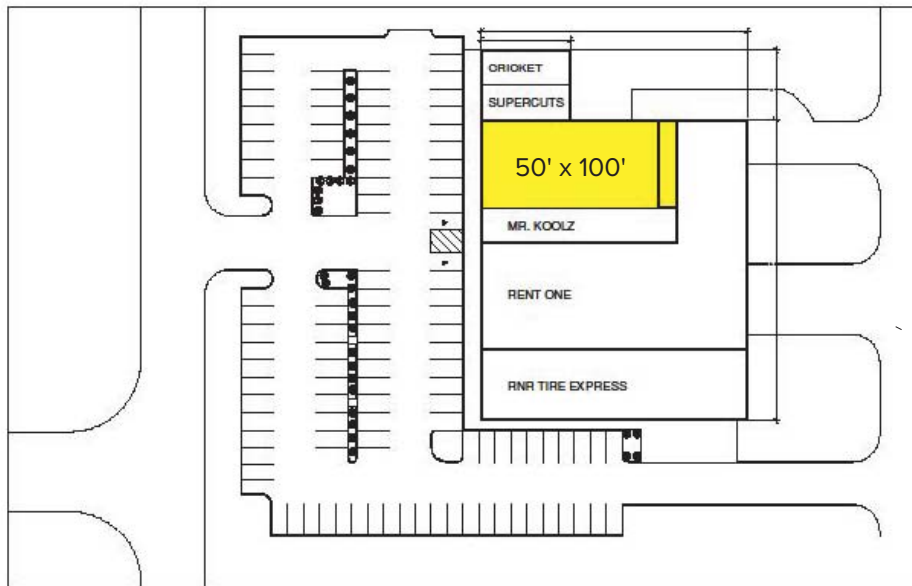 CRICKET
SUPERCUTS
50' x 100'
MR. KOOLZ
RENT ONE
RNR TIRE EXPRESS